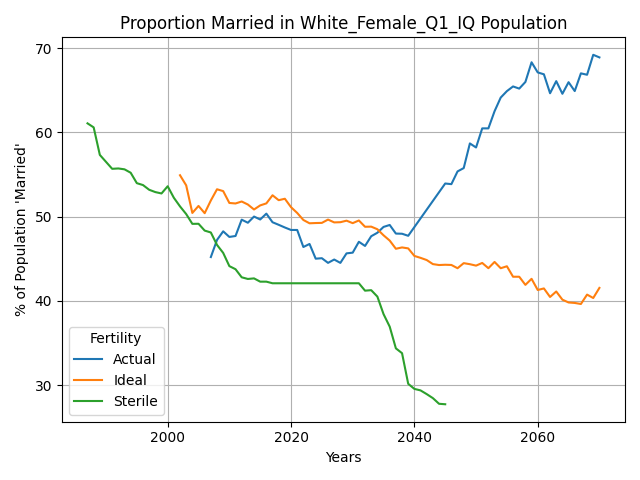 Proportion Married in White_Female_Q1_IQ Population
% of Population 'Married'
70
60
50
40
30
Fertility
Actual
Ideal
Sterile
2000
2020
2040
2060
Years